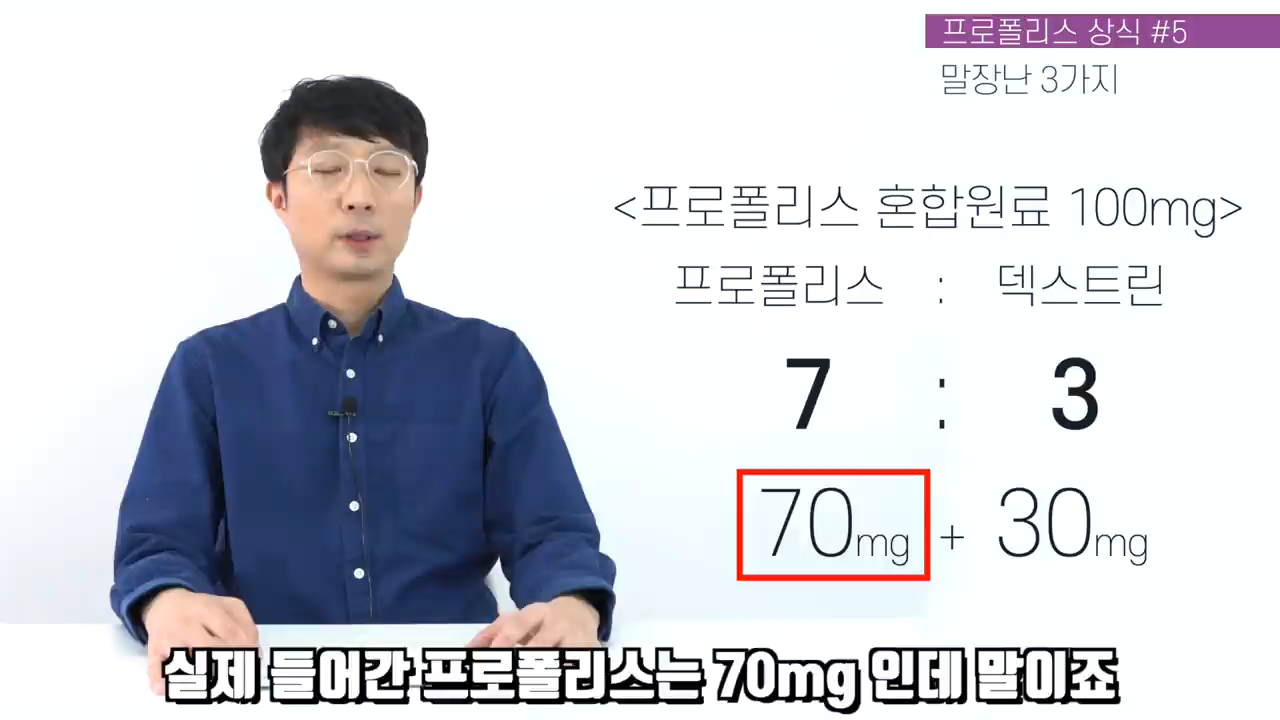 프로폴리스 상식 #5
말장난 3가지
<프로폴리스 혼합원료 100mg>
프로폴리스 : 덱스트린
7 : 3
70mg + 30mg
실제 들어간 프로폴리스는 70mg 인데 말이죠